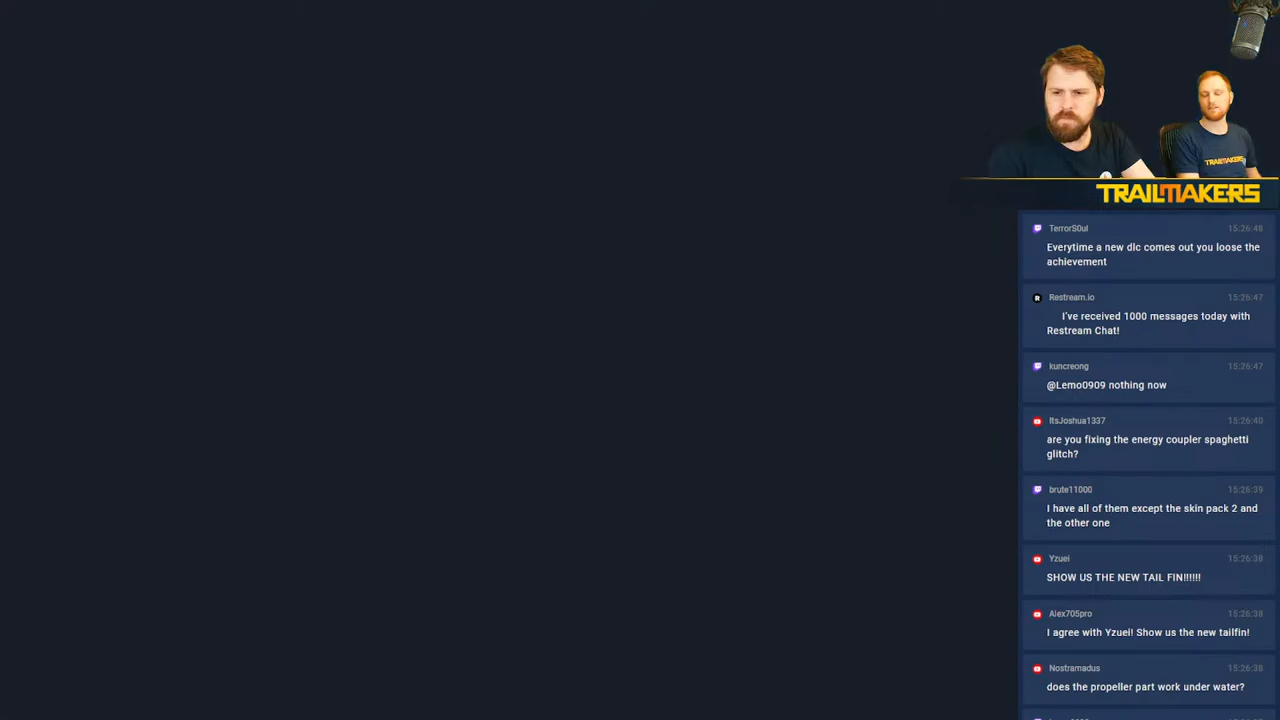 TRAILMAKERS
TRAILMAKERS
TerrorS0ul 15:26:48
Everytime a new dlc comes out you loose the
achievement
Restream.io 15:26:47
I've received 1000 messages today with
Restream Chat!
kuncreong 15:26:47
@Lemo0909 nothing now
ItsJoshua1337 15:26:40
are you fixing the energy coupler spaghetti
glitch?
brute11000 15:26:39
I have all of them except the skin pack 2 and
the other one
Yzuei 15:26:38
SHOW US THE NEW TAIL FIN!!!!!!
Alex705pro 15:26:38
I agree with Yzuei! Show us the new tailfin!
Nostramadus 15:26:38
does the propeller part work under water?